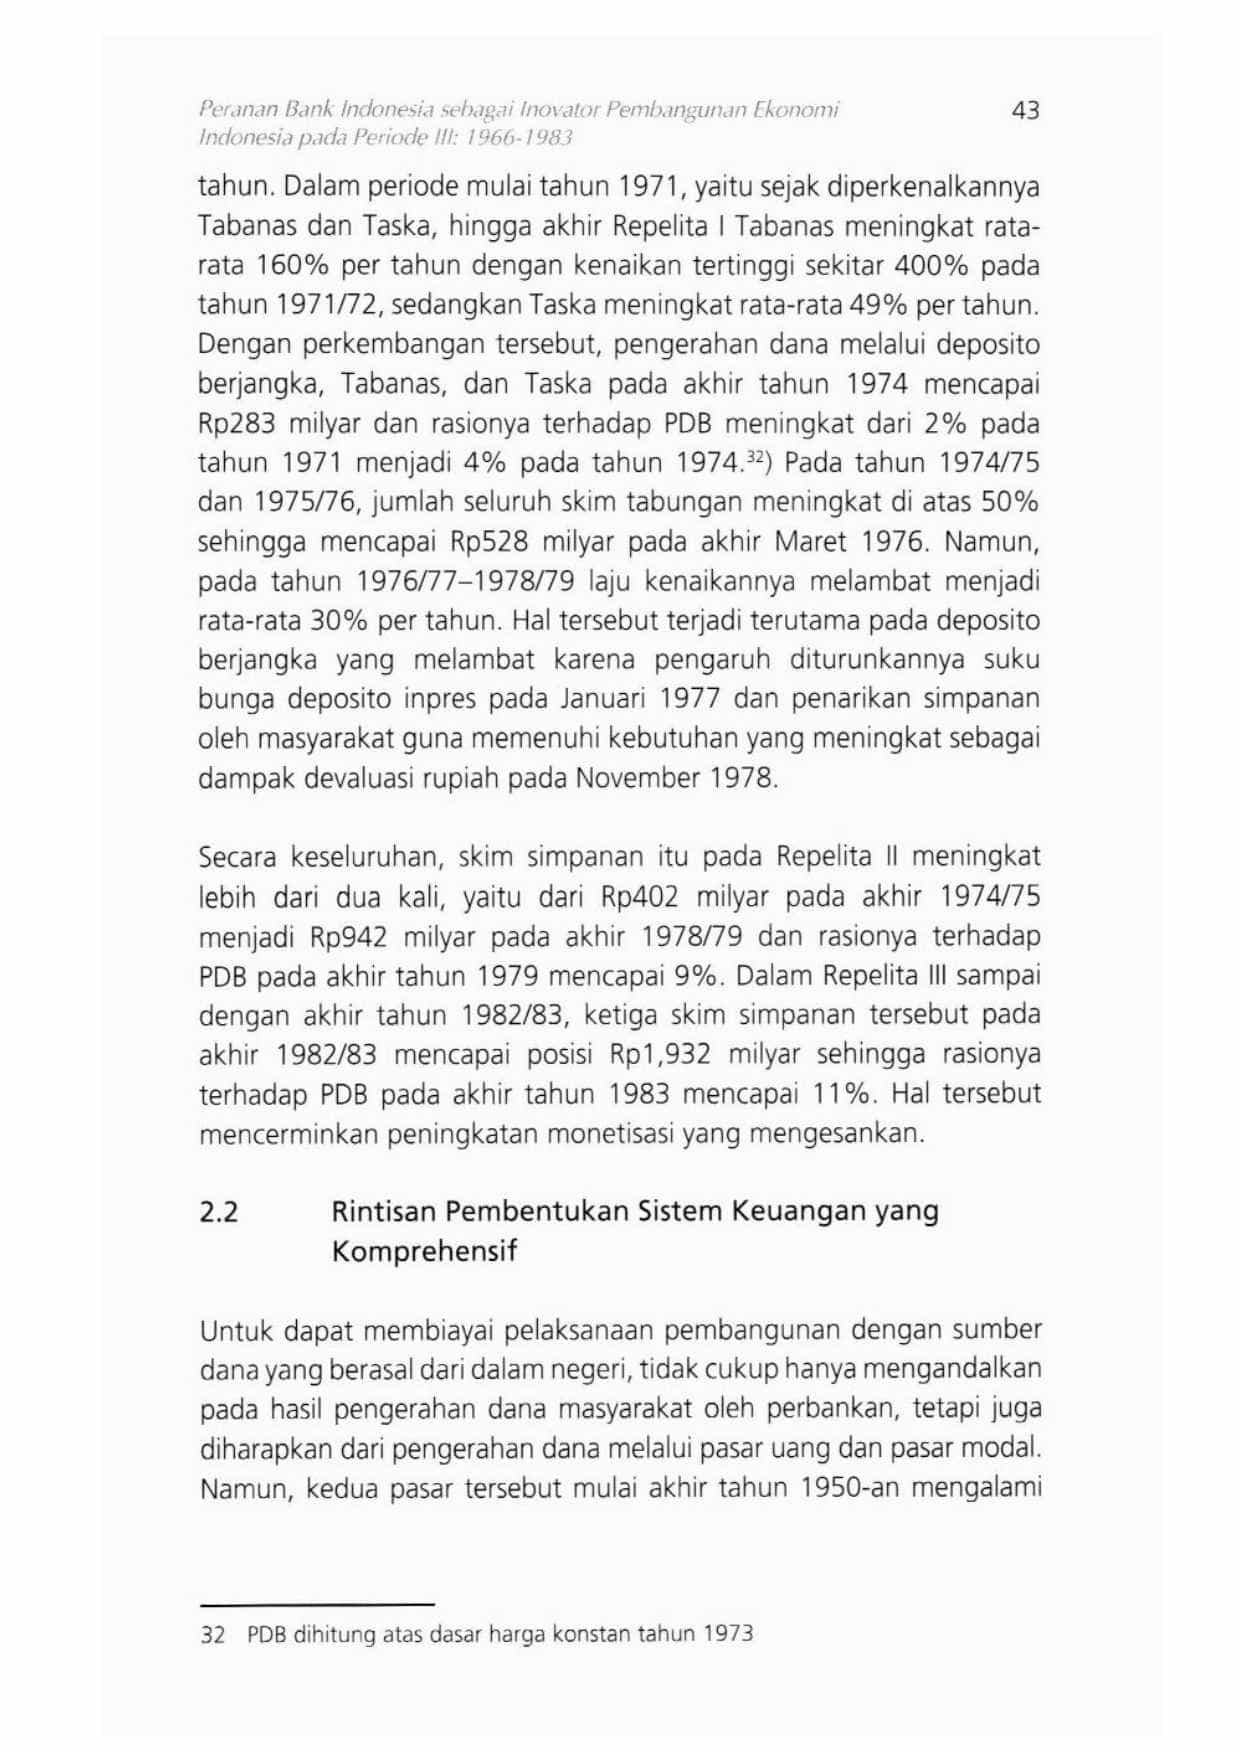 Peranan Bank Indonesia sebagai Inovator Pembangunan Ekonomi 43
Indonesia pada Periode III: 1966-1983
tahun. Dalam periode mulai tahun 1971, yaitu sejak diperkenalkannya
Tabanas dan Taska, hingga akhir Repelita I Tabanas meningkat rata-
rata 160% per tahun dengan kenaikan tertinggi sekitar 400% pada
tahun 1971/72, sedangkan Taska meningkat rata-rata 49% per tahun.
Dengan perkembangan tersebut, pengerahan dana melalui deposito
berjangka, Tabanas, dan Taska pada akhir tahun 1974 mencapai
Rp283 milyar dan rasionya terhadap PDB meningkat dari 2% pada
tahun 1971 menjadi 4% pada tahun 1974.³²) Pada tahun 1974/75
dan 1975/76, jumlah seluruh skim tabungan meningkat di atas 50%
sehingga mencapai Rp528 milyar pada akhir Maret 1976. Namun,
pada tahun 1976/77–1978/79 laju kenaikannya melambat menjadi
rata-rata 30% per tahun. Hal tersebut terjadi terutama pada deposito
berjangka yang melambat karena pengaruh diturunkannya suku
bunga deposito inpres pada Januari 1977 dan penarikan simpanan
oleh masyarakat guna memenuhi kebutuhan yang meningkat sebagai
dampak devaluasi rupiah pada November 1978.
Secara keseluruhan, skim simpanan itu pada Repelita II meningkat
lebih dari dua kali, yaitu dari Rp402 milyar pada akhir 1974/75
menjadi Rp942 milyar pada akhir 1978/79 dan rasionya terhadap
PDB pada akhir tahun 1979 mencapai 9%. Dalam Repelita III sampai
dengan akhir tahun 1982/83, ketiga skim simpanan tersebut pada
akhir 1982/83 mencapai posisi Rp1,932 milyar sehingga rasionya
terhadap PDB pada akhir tahun 1983 mencapai 11%. Hal tersebut
mencerminkan peningkatan monetisasi yang mengesankan.
2.2 Rintisan Pembentukan Sistem Keuangan yang
Komprehensif
Untuk dapat membiayai pelaksanaan pembangunan dengan sumber
dana yang berasal dari dalam negeri, tidak cukup hanya mengandalkan
pada hasil pengerahan dana masyarakat oleh perbankan, tetapi juga
diharapkan dari pengerahan dana melalui pasar uang dan pasar modal.
Namun, kedua pasar tersebut mulai akhir tahun 1950-an mengalami
32 PDB dihitung atas dasar harga konstan tahun 1973